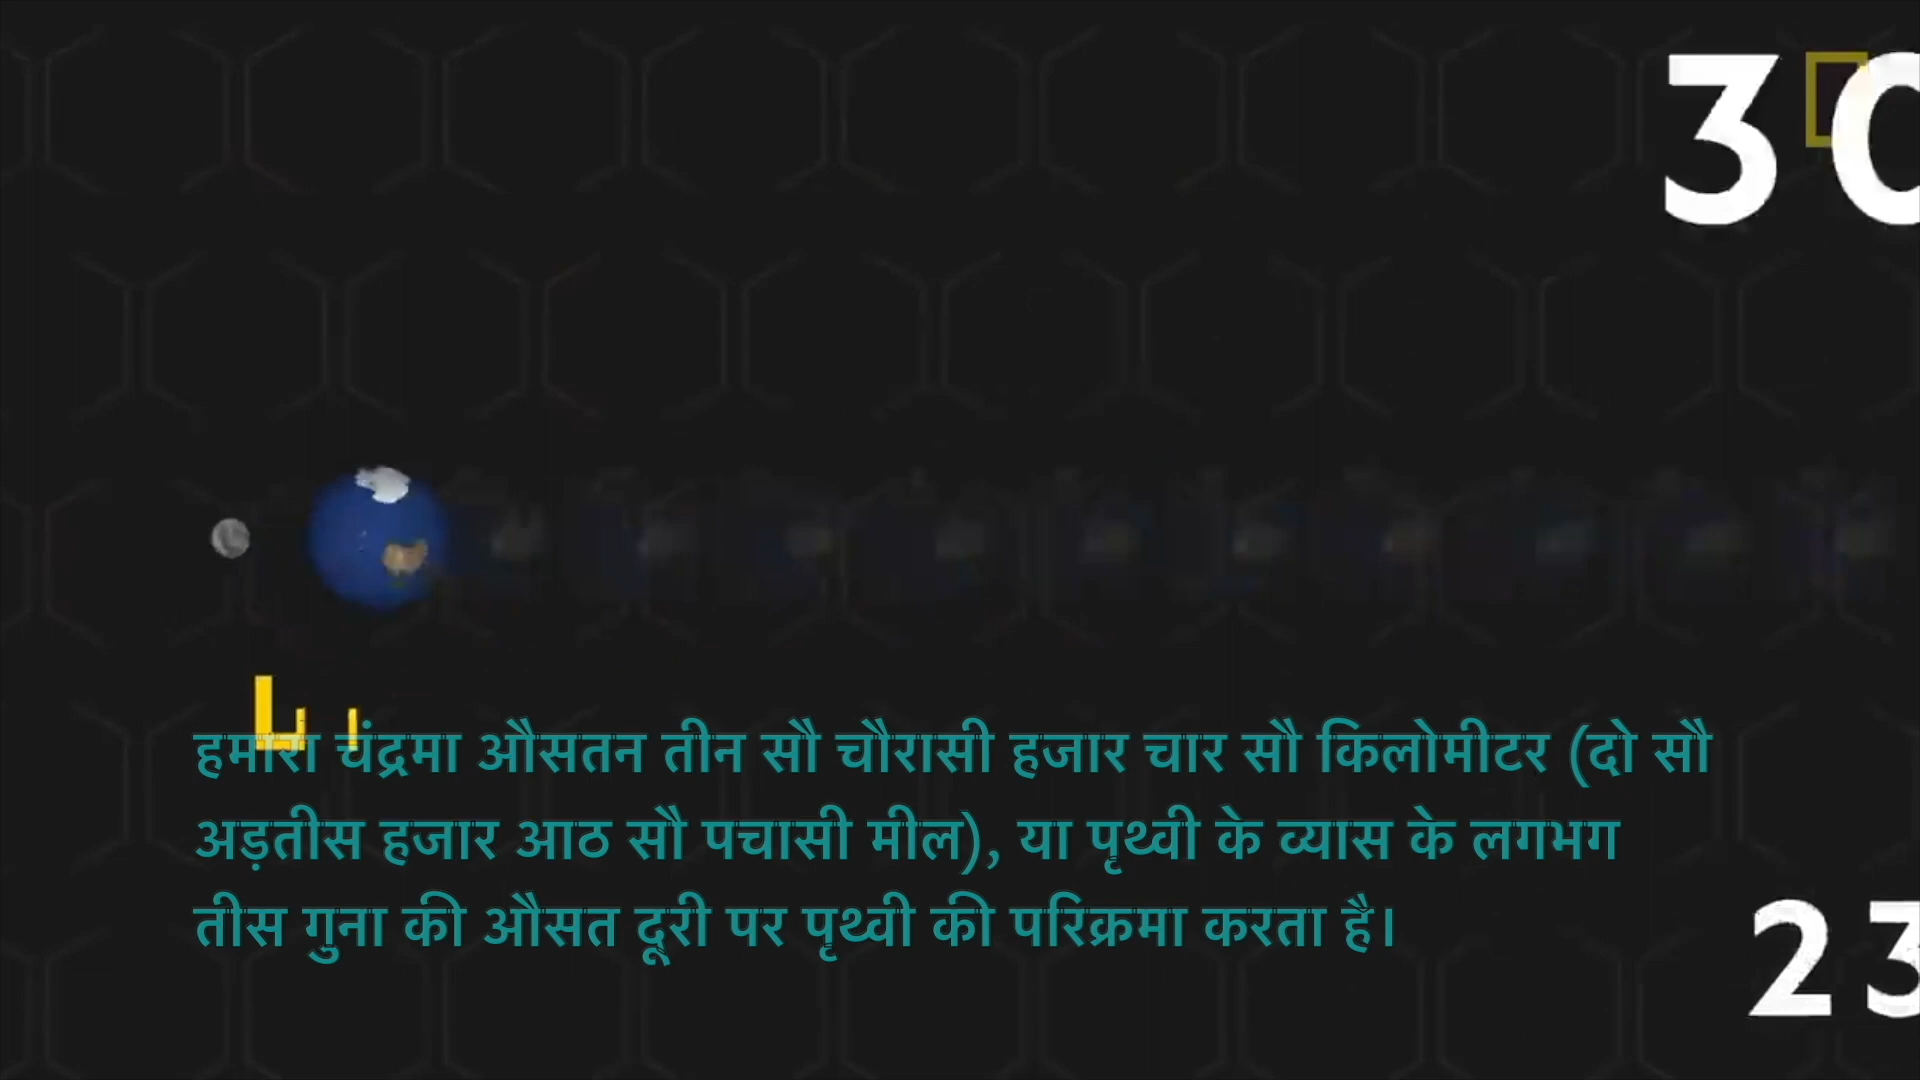 30
हमारा चंद्रमा औसतन तीन सौ चौरासी हजार चार सौ किलोमीटर (दो सौ
अड़तीस हजार आठ सौ पचासी मील), या पृथ्वी के व्यास के लगभग
तीस गुना की औसत दूरी पर पृथ्वी की परिक्रमा करता है।
23